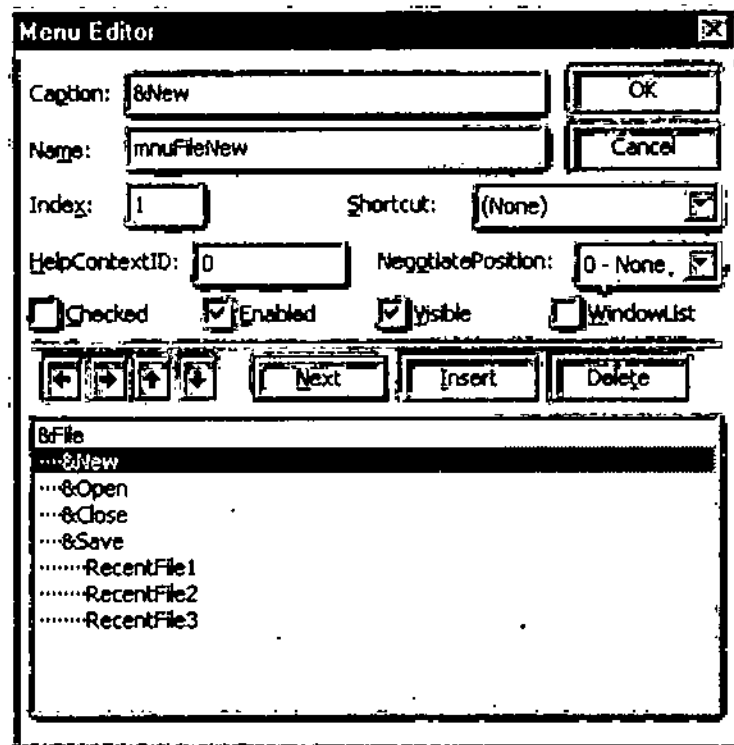 Menu Editor
Caption: &New OK
Name: mnuFileNew Cancel
Index: 1 Shortcut: (None)
HelpContextID: 0 NegotiatePosition: 0 - None
Checked Enabled Visible WindowList
Next Insert Delete
&File
····&New
····&Open
····&Close
····&Save
········RecentFile1
········RecentFile2
········RecentFile3